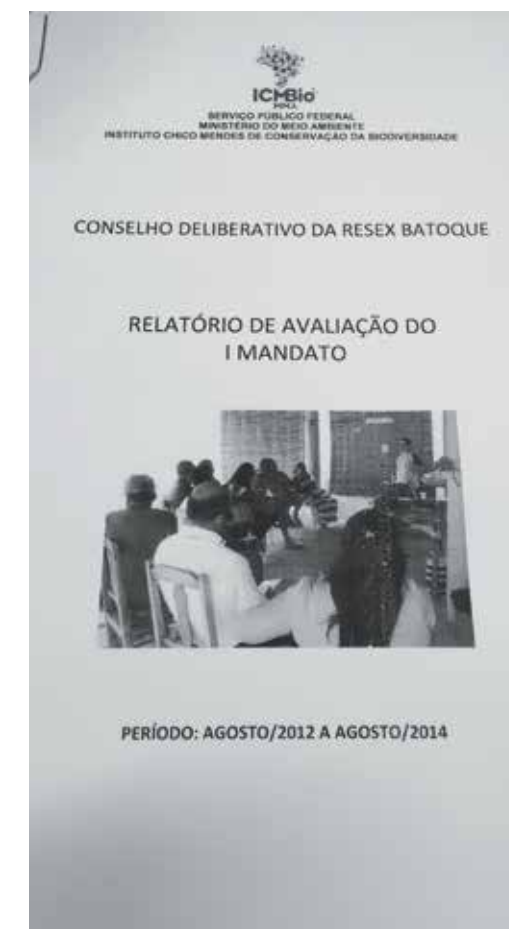 ICMBio
MMA
SERVIÇO PÚBLICO FEDERAL
MINISTÉRIO DO MEIO AMBIENTE
INSTITUTO CHICO MENDES DE CONSERVAÇÃO DA BIODIVERSIDADE
CONSELHO DELIBERATIVO DA RESEX BATOQUE
RELATÓRIO DE AVALIAÇÃO DO
I MANDATO
PERÍODO: AGOSTO/2012 A AGOSTO/2014